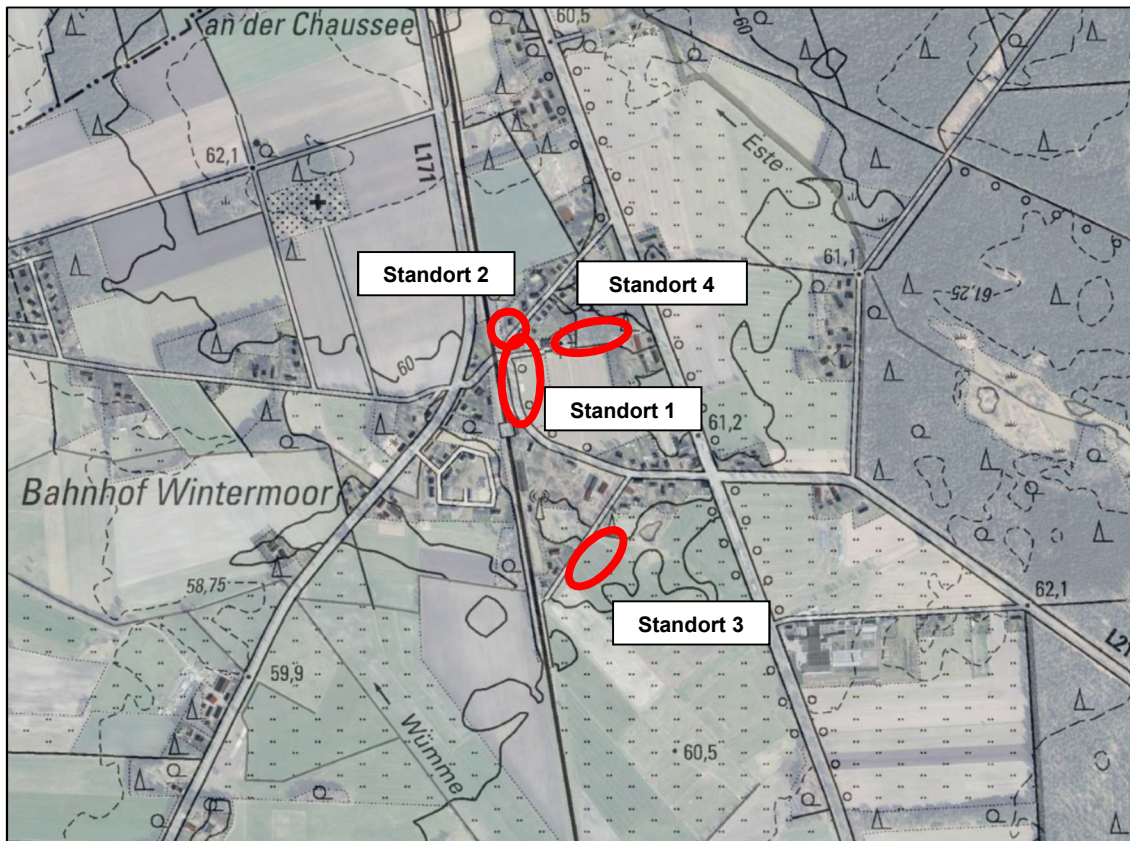 an der Chaussee
60,5
60
62,1
L171
Este
Standort 2
Standort 4
61,1
61,25
60
Standort 1
61,2
Bahnhof Wintermoor
58,75
62,1
Standort 3
59,9
L21
Wümme
60,5